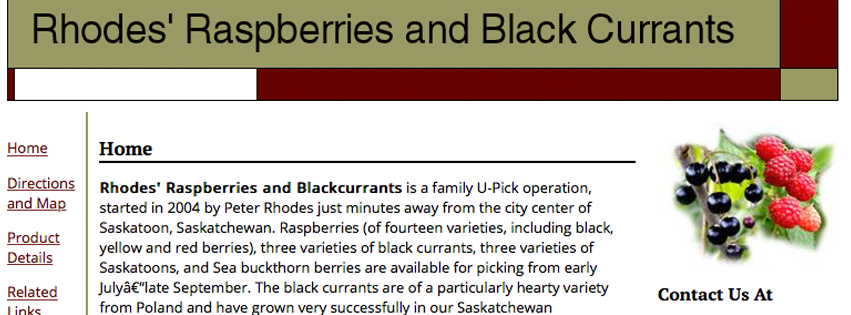 Rhodes' Raspberries and Black Currants
Home
Directions
and Map
Product
Details
Related
Links
Home
Rhodes' Raspberries and Blackcurrants is a family U-Pick operation,
started in 2004 by Peter Rhodes just minutes away from the city center of
Saskatoon, Saskatchewan. Raspberries (of fourteen varieties, including black,
yellow and red berries), three varieties of black currants, three varieties of
Saskatoons, and Sea buckthorn berries are available for picking from early
Julyâ€”late September. The black currants are of a particularly hearty variety
from Poland and have grown very successfully in our Saskatchewan
Contact Us At